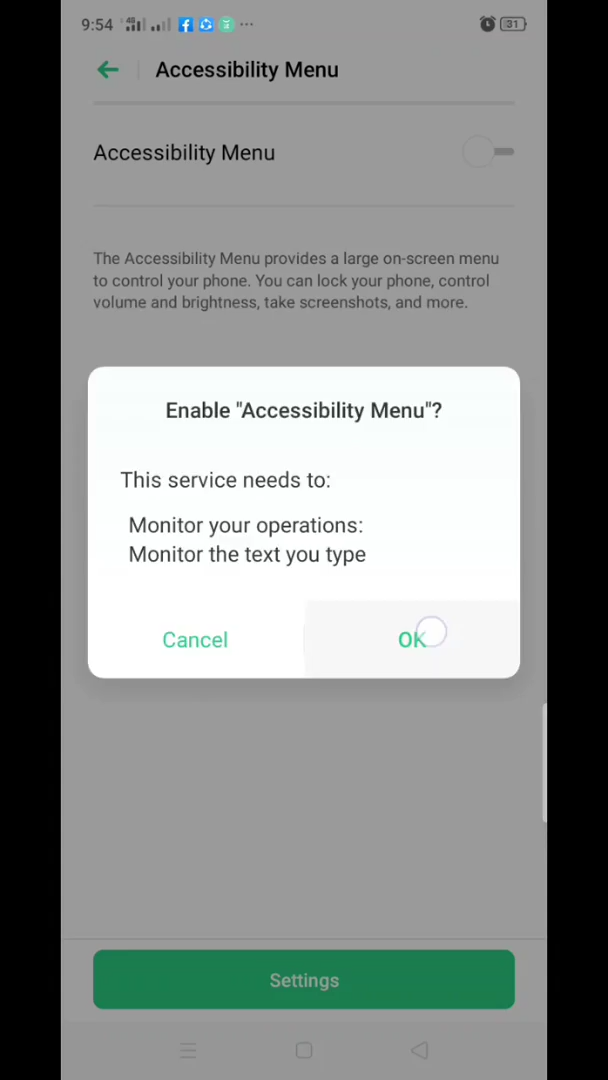 9:54 4G 31
Accessibility Menu
Accessibility Menu
The Accessibility Menu provides a large on-screen menu
to control your phone. You can lock your phone, control
volume and brightness, take screenshots, and more.
Enable "Accessibility Menu"?
This service needs to:
Monitor your operations:
Monitor the text you type
Cancel OK
Settings